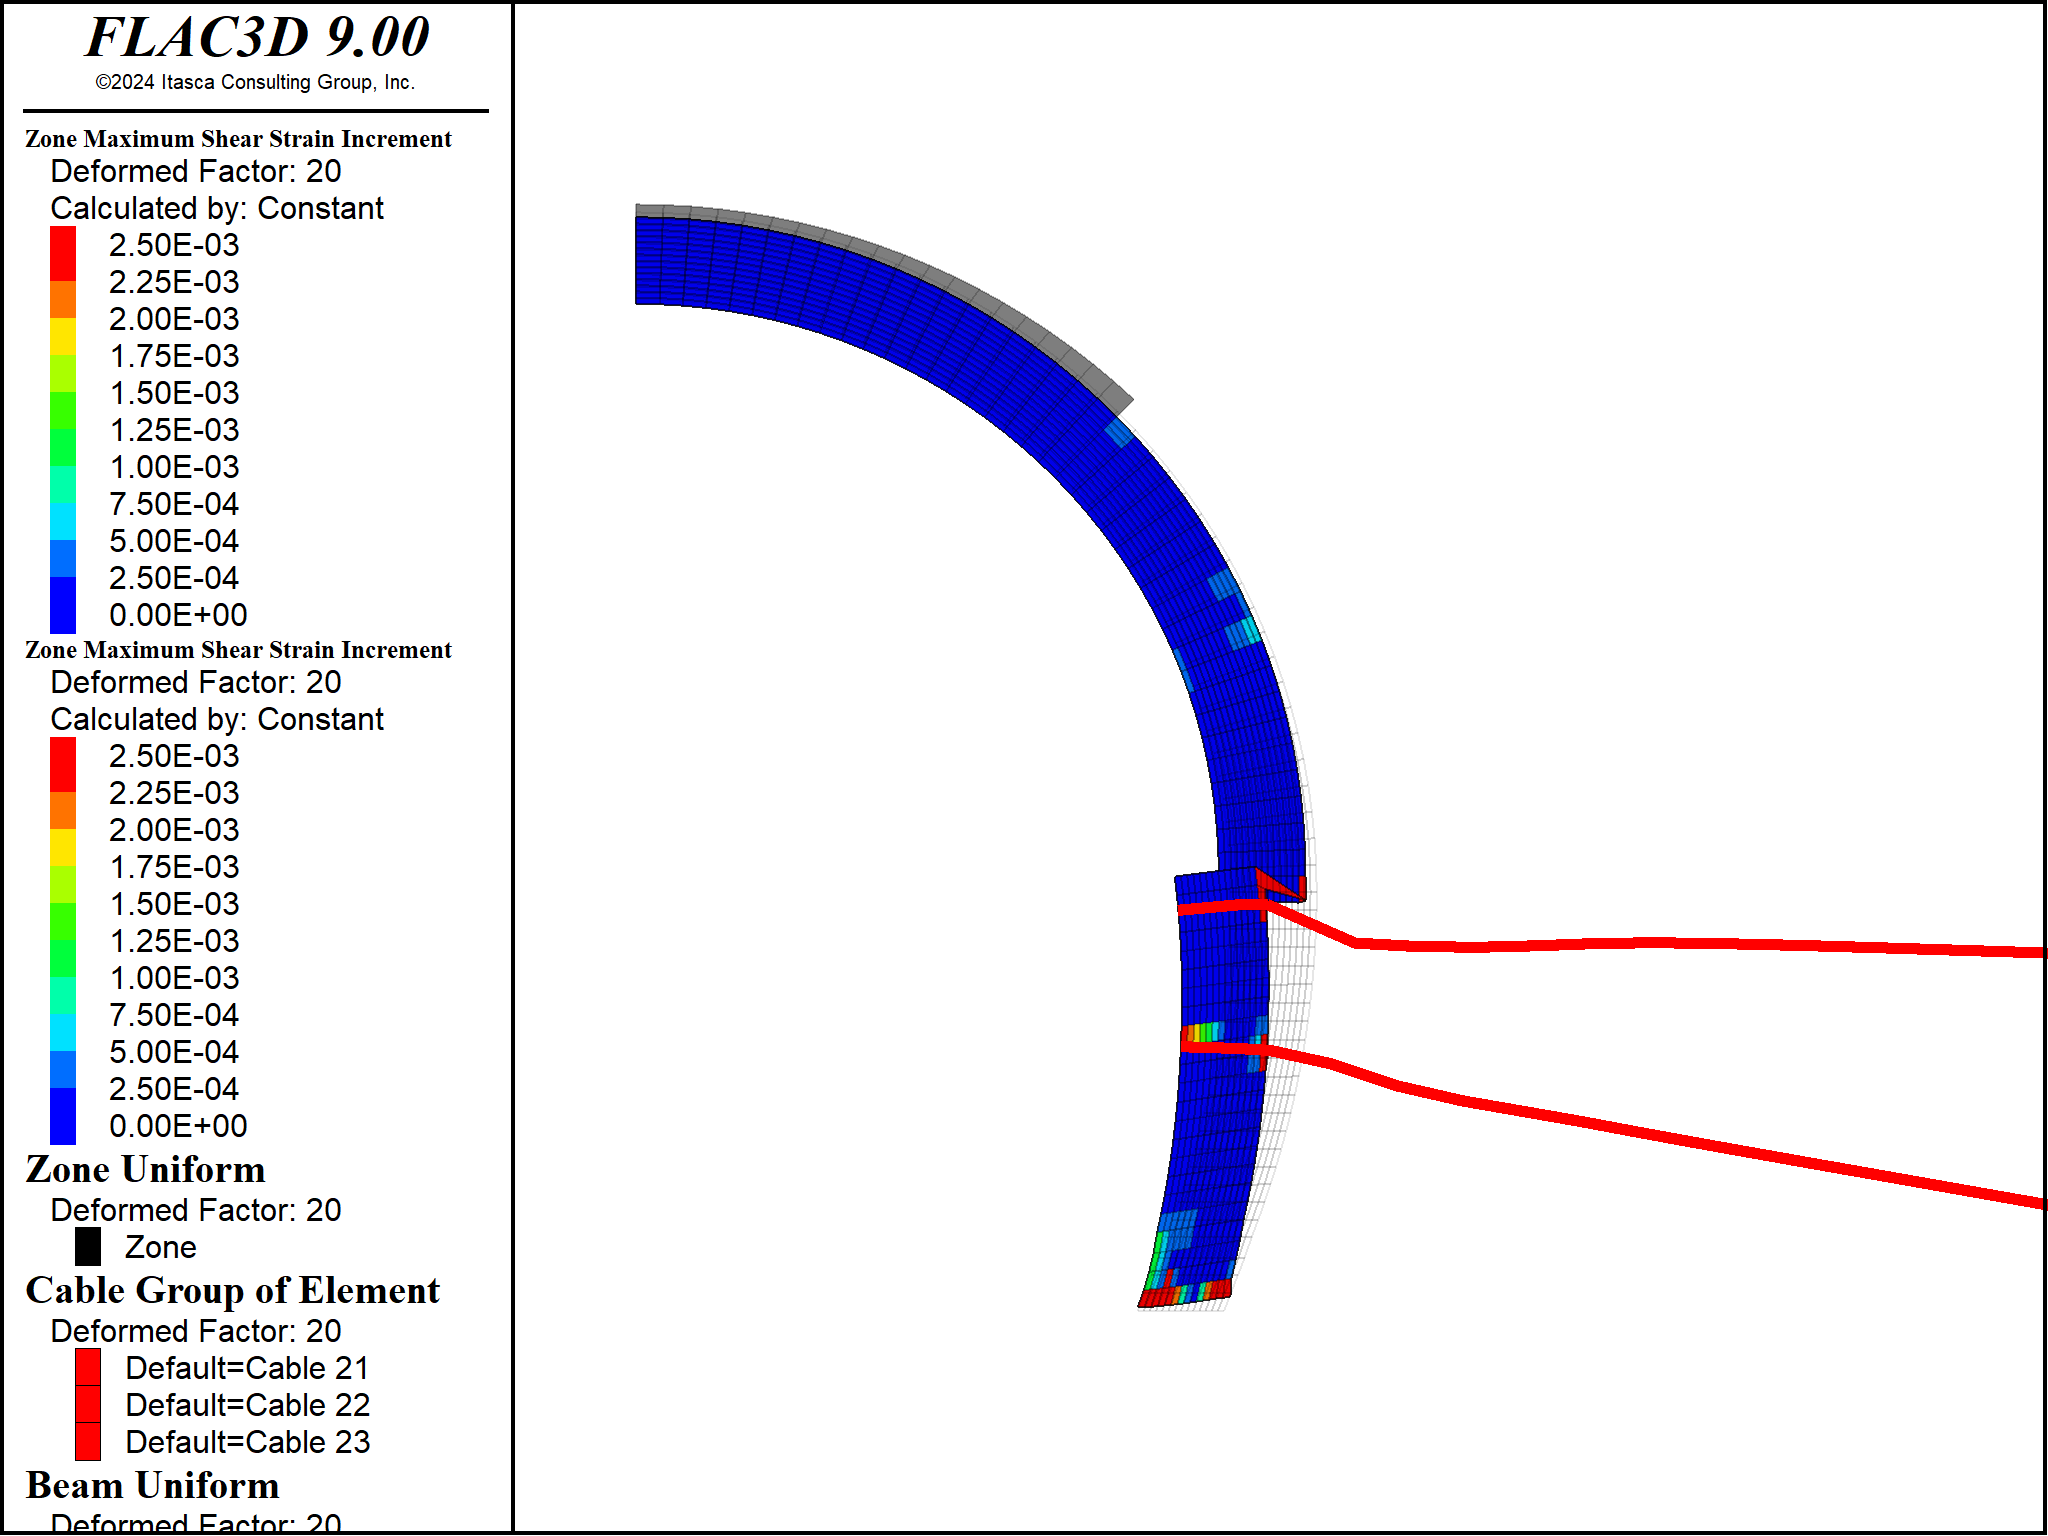 FLAC3D 9.00
©2024 Itasca Consulting Group, Inc.
Zone Maximum Shear Strain Increment
Deformed Factor: 20
Calculated by: Constant
2.50E-03
2.25E-03
2.00E-03
1.75E-03
1.50E-03
1.25E-03
1.00E-03
7.50E-04
5.00E-04
2.50E-04
0.00E+00
Zone Maximum Shear Strain Increment
Deformed Factor: 20
Calculated by: Constant
2.50E-03
2.25E-03
2.00E-03
1.75E-03
1.50E-03
1.25E-03
1.00E-03
7.50E-04
5.00E-04
2.50E-04
0.00E+00
Zone Uniform
Deformed Factor: 20
Zone
Cable Group of Element
Deformed Factor: 20
Default=Cable 21
Default=Cable 22
Default=Cable 23
Beam Uniform
Deformed Factor: 20